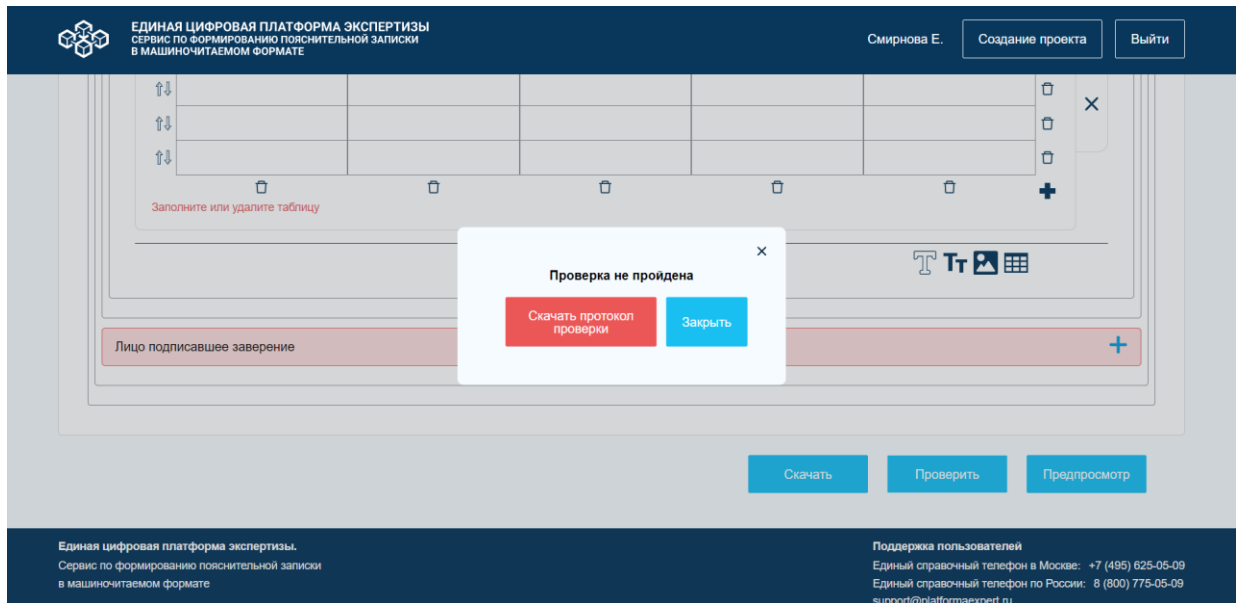 ЕДИНАЯ ЦИФРОВАЯ ПЛАТФОРМА ЭКСПЕРТИЗЫ
СЕРВИС ПО ФОРМИРОВАНИЮ ПОЯСНИТЕЛЬНОЙ ЗАПИСКИ
В МАШИНОЧИТАЕМОМ ФОРМАТЕ
Смирнова Е.
Создание проекта
Выйти
Заполните или удалите таблицу
Проверка не пройдена
Скачать протокол
проверки
Закрыть
Лицо подписавшее заверение
Скачать
Проверить
Предпросмотр
Единая цифровая платформа экспертизы.
Сервис по формированию пояснительной записки
в машиночитаемом формате
Поддержка пользователей
Единый справочный телефон в Москве: +7 (495) 625-05-09
Единый справочный телефон по России: 8 (800) 775-05-09
support@platformaexpert.ru